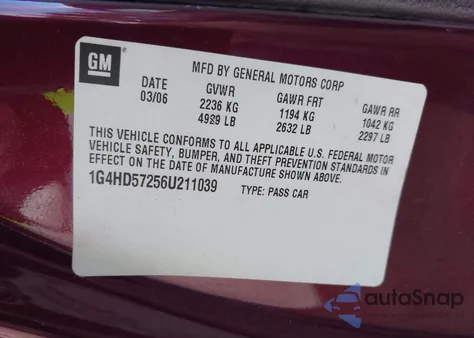 GM
MFD BY GENERAL MOTORS CORP
DATE GVWR GAWR FRT GAWR RR
03/06 2236 KG 1194 KG 1042 KG
4929 LB 2632 LB 2297 LB
THIS VEHICLE CONFORMS TO ALL APPLICABLE U.S. FEDERAL MOTOR
VEHICLE SAFETY, BUMPER, AND THEFT PREVENTION STANDARDS IN
EFFECT ON THE DATE OF MANUFACTURE SHOWN ABOVE.
1G4HD57256U211039 TYPE: PASS CAR
autoSnap